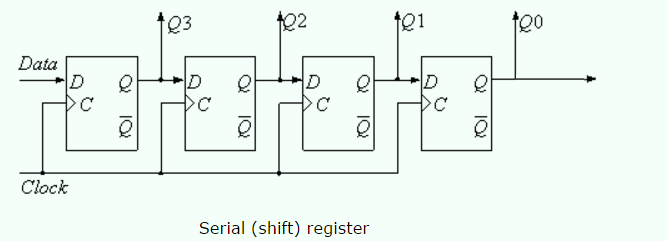 Q3 Q2 Q1 Q0
Data
D Q D Q D Q D Q
C C C C
Q̅ Q̅ Q̅ Q̅
Clock
Serial (shift) register